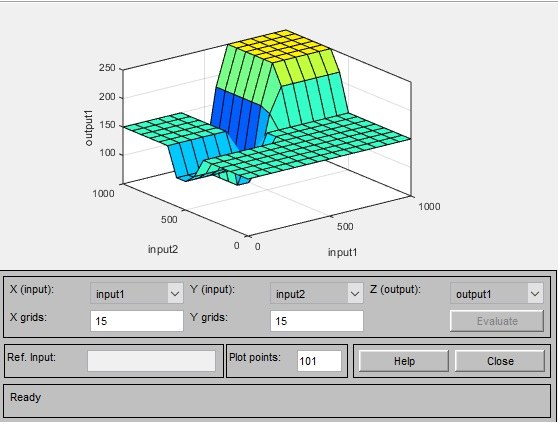 250
200
150
100
output1
1000
500
0
input2
0
500
1000
input1
X (input):
input1
Y (input):
input2
Z (output):
output1
X grids:
15
Y grids:
15
Evaluate
Ref. Input:
Plot points:
101
Help
Close
Ready